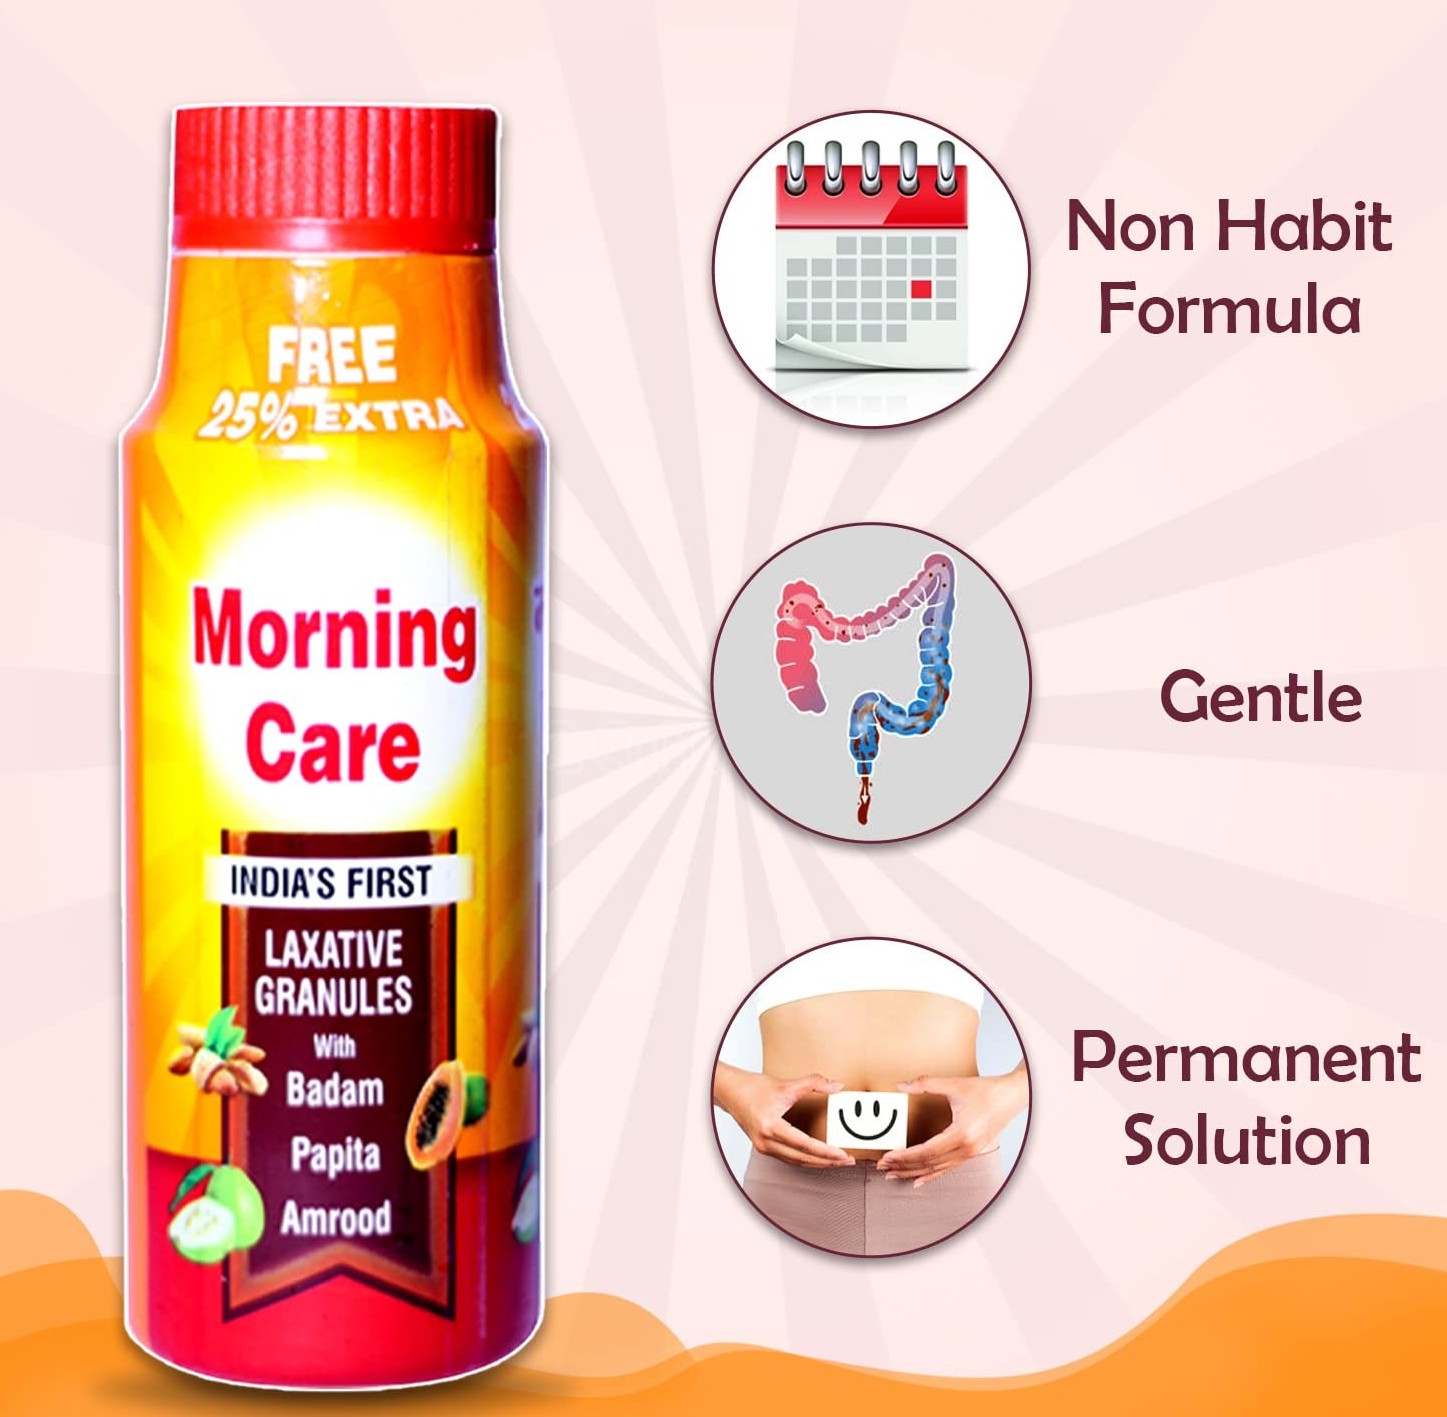 FREE
25% EXTRA
Morning
Care
INDIA'S FIRST
LAXATIVE
GRANULES
With
Badam
Papita
Amrood
Non Habit
Formula
Gentle
Permanent
Solution